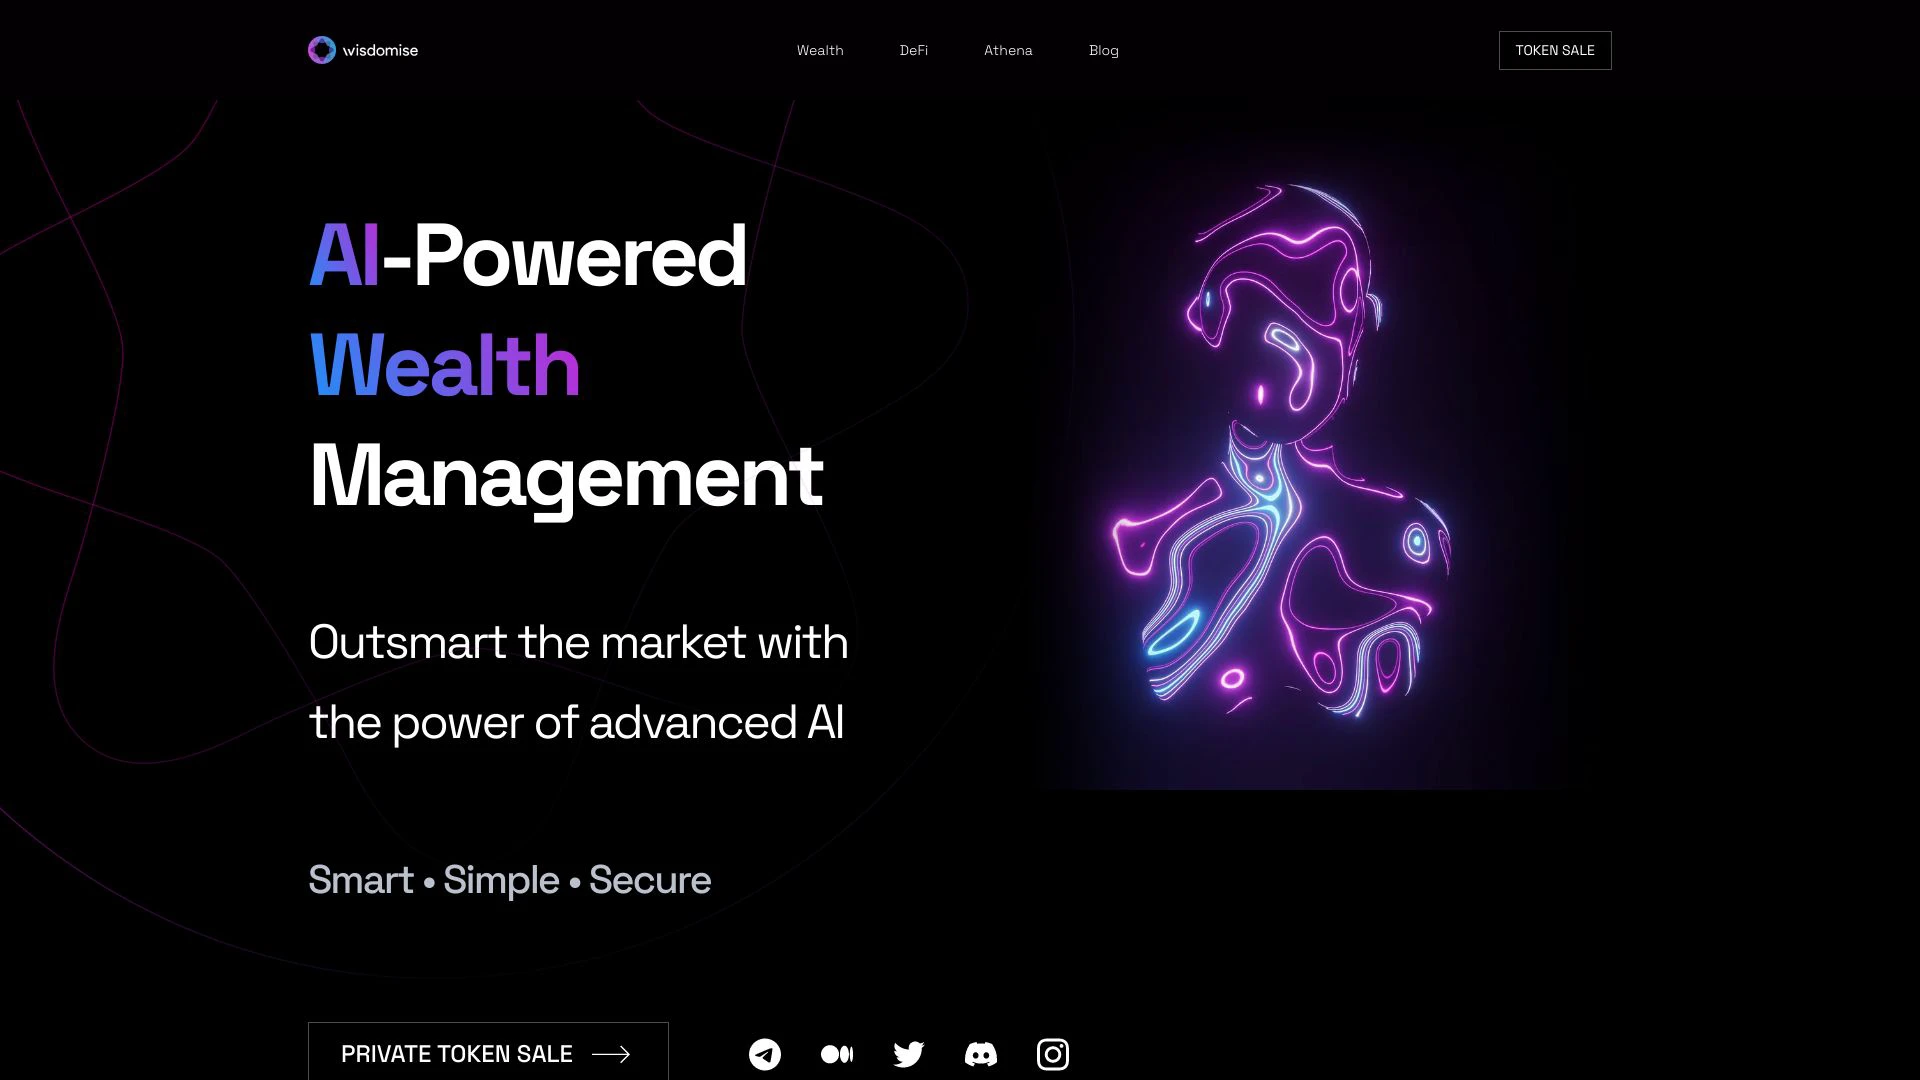 wisdomise
Wealth
DeFi
Athena
Blog
TOKEN SALE
AI-Powered
Wealth
Management
Outsmart the market with
the power of advanced AI
Smart • Simple • Secure
PRIVATE TOKEN SALE